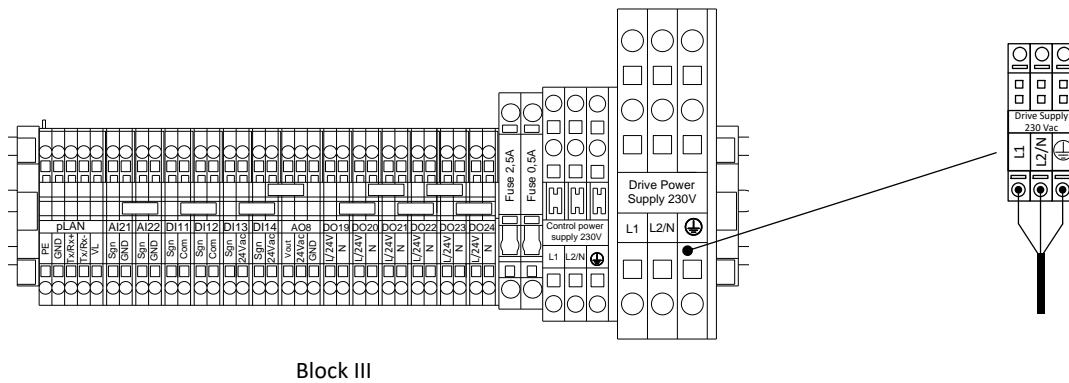 pLAN AI21 AI22 DI11 DI12 DI13 DI14 AO8 DO19 DO20 DO21 DO22 DO23 DO24
PE
GND
Tx/Rx+
Tx/Rx-
1/L
Sgn
GND
Sgn
GND
Sgn
Com
Sgn
Com
Sgn
24Vac
Sgn
24Vac
Vout
24Vac
GND
L/24V
N
L/24V
N
L/24V
N
L/24V
N
L/24V
N
L/24V
N
Fuse 2,5A
Fuse 0,5A
Control power
supply 230V
L1 L2/N
Drive Power
Supply 230V
L1 L2/N
Drive Supply
230 Vac
L1
L2/N
Block III